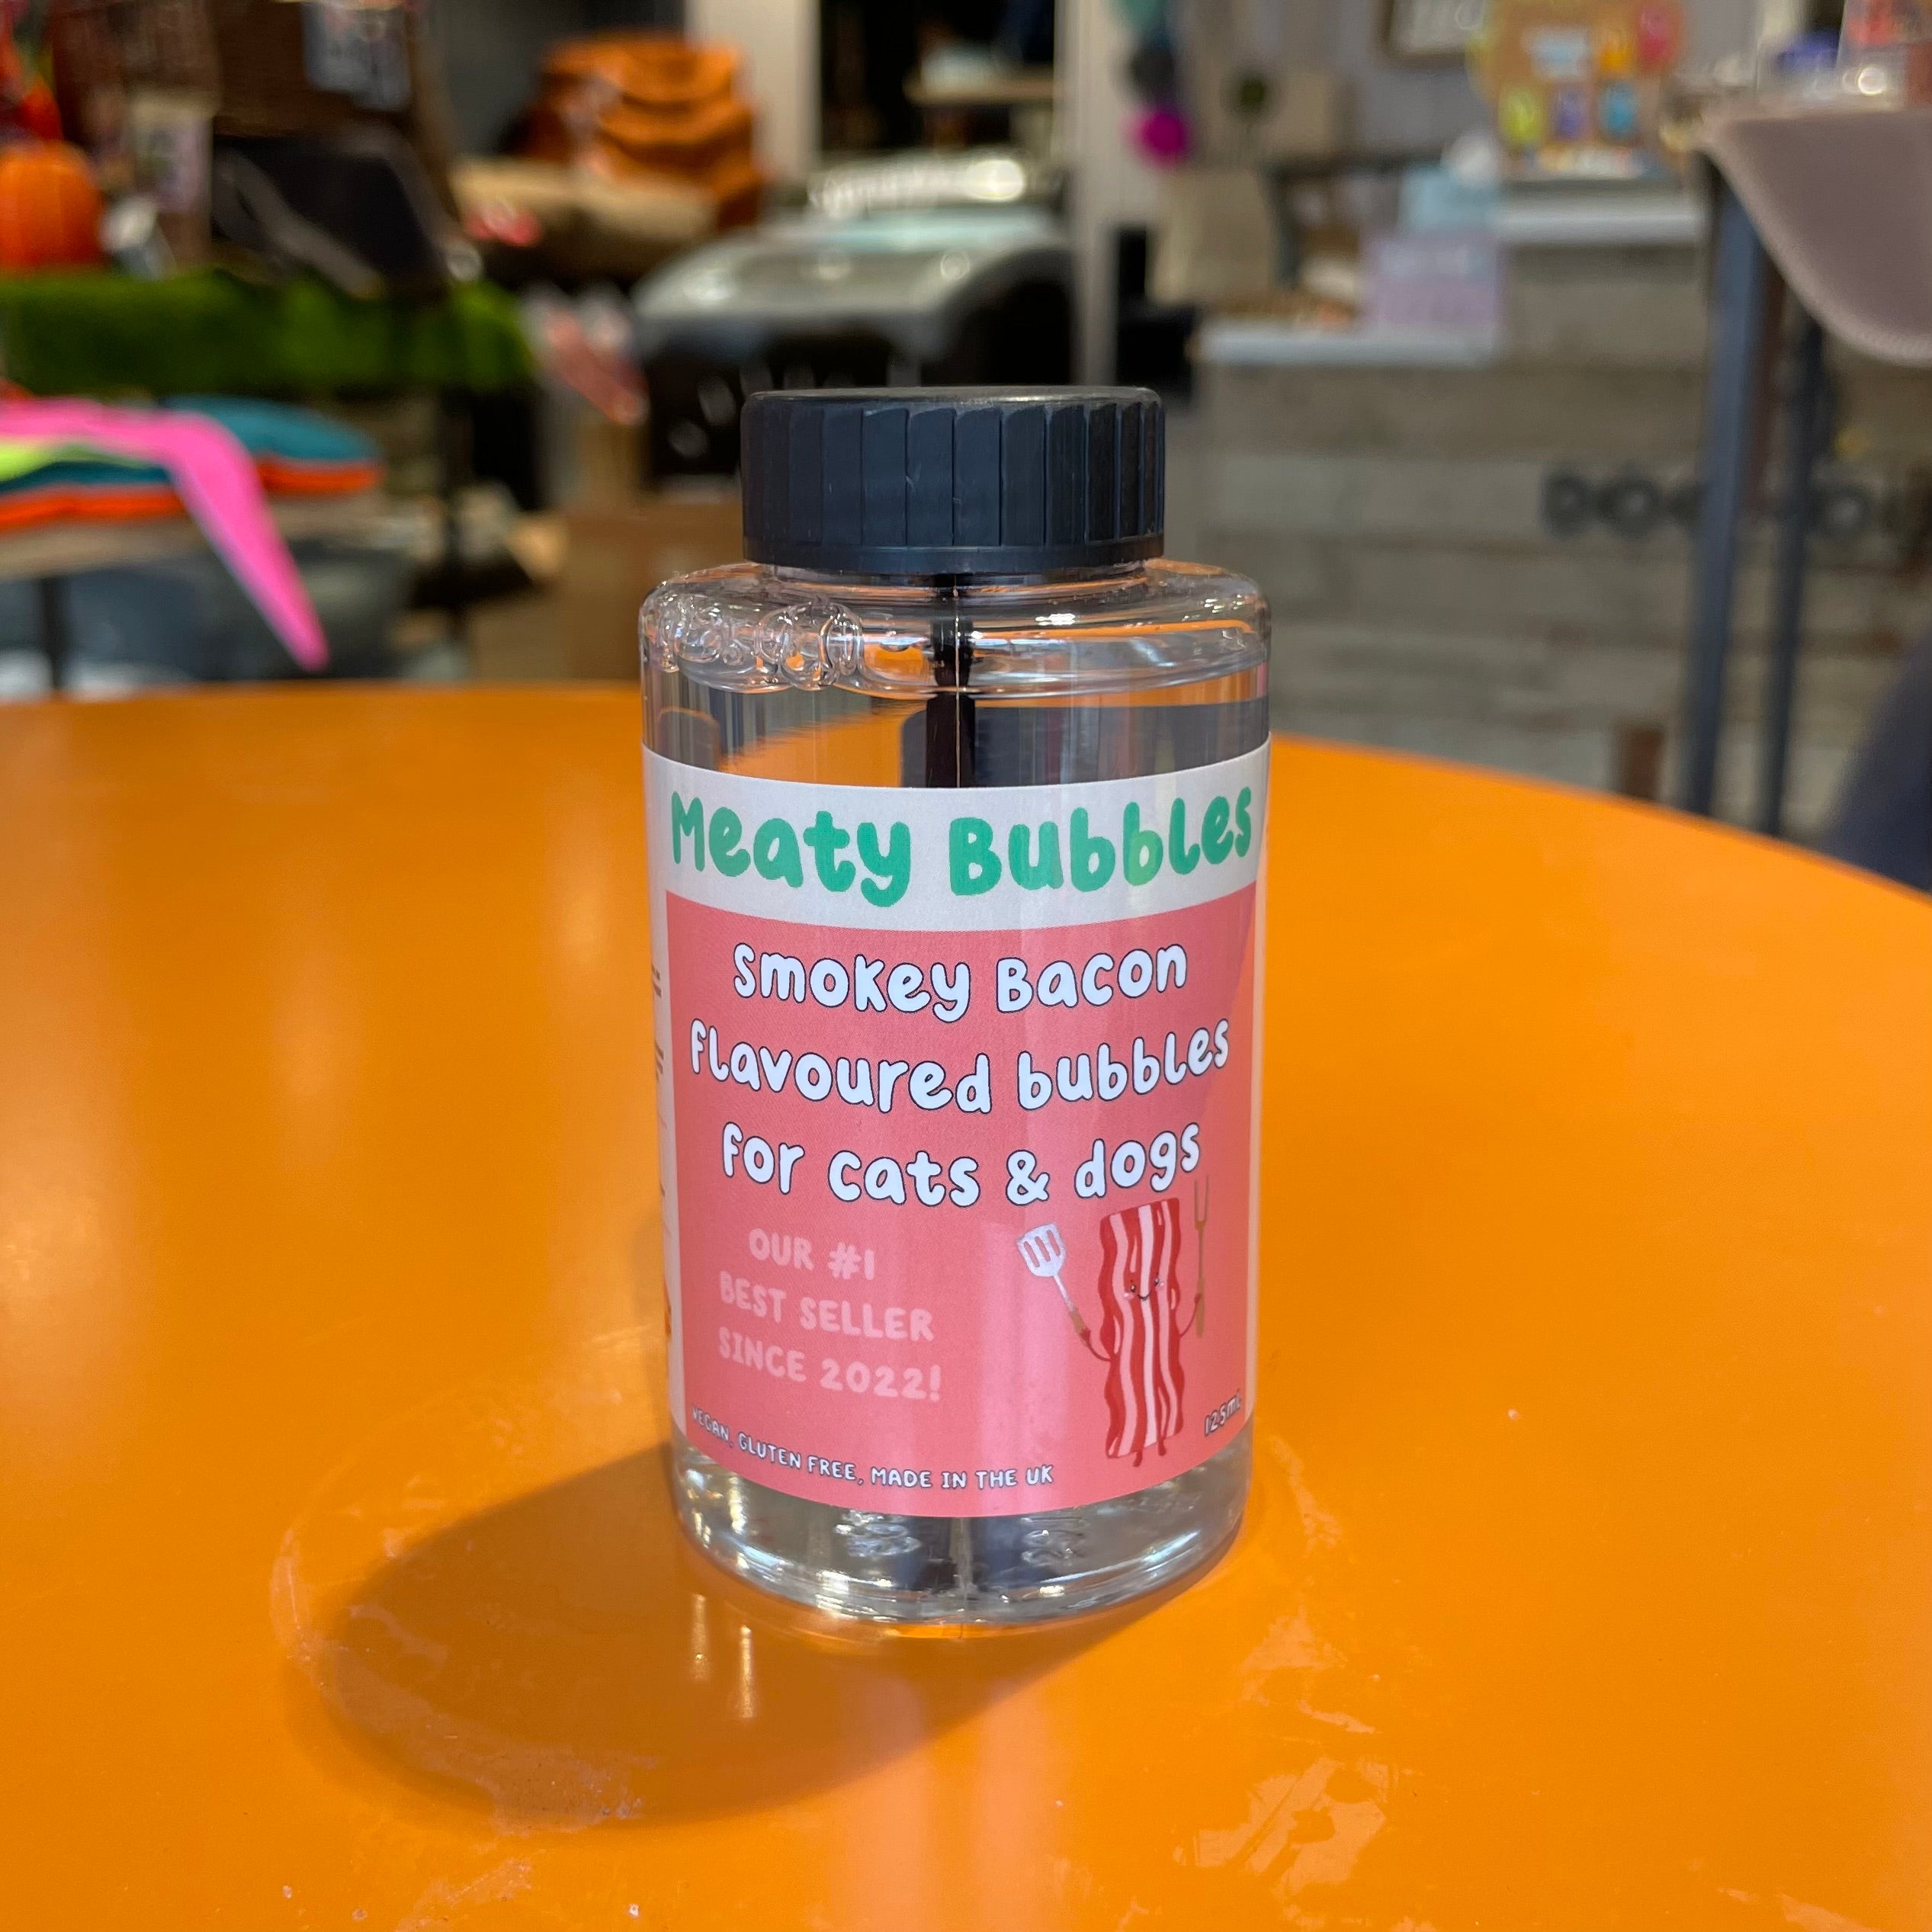 Meaty Bubbles
Smokey Bacon
flavoured bubbles
for cats & dogs
OUR #1
BEST SELLER
SINCE 2022!
VEGAN, GLUTEN FREE, MADE IN THE UK
125ml